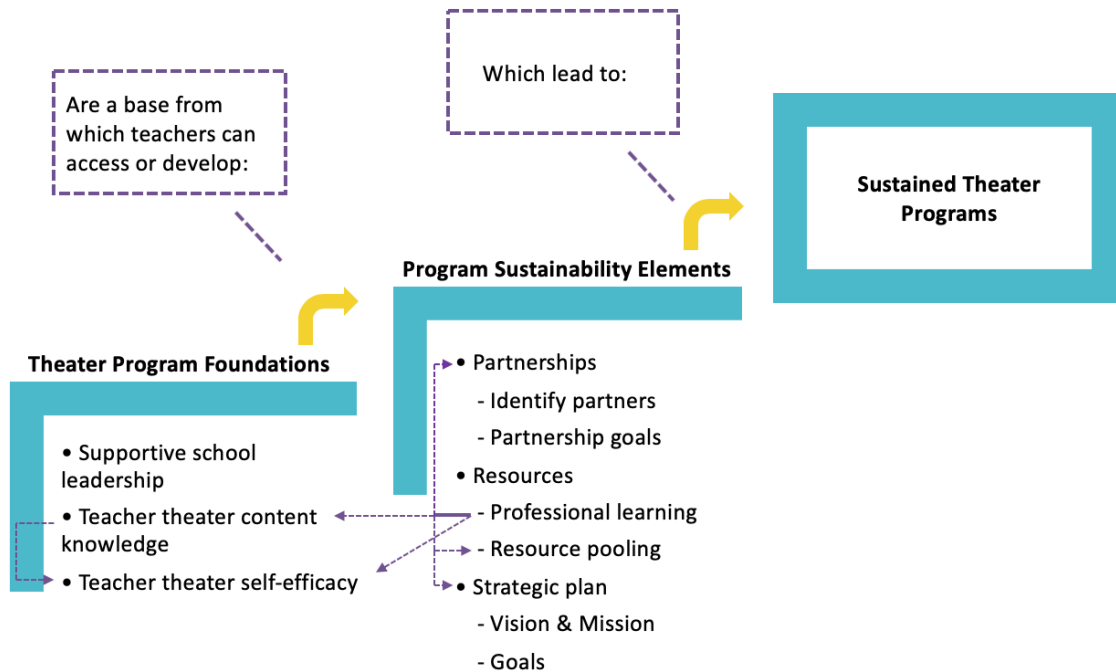 Are a base from
which teachers can
access or develop:
Which lead to:
Sustained Theater
Programs
Program Sustainability Elements
• Partnerships
- Identify partners
- Partnership goals
• Resources
- Professional learning
- Resource pooling
• Strategic plan
- Vision & Mission
- Goals
Theater Program Foundations
• Supportive school
leadership
• Teacher theater content
knowledge
• Teacher theater self-efficacy